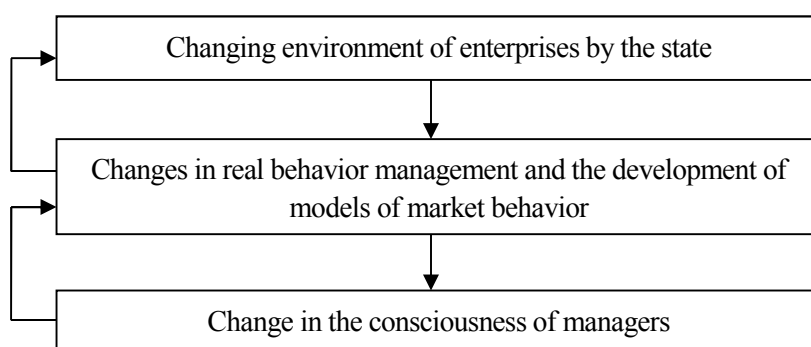 Changing environment of enterprises by the state
Changes in real behavior management and the development of
models of market behavior
Change in the consciousness of managers